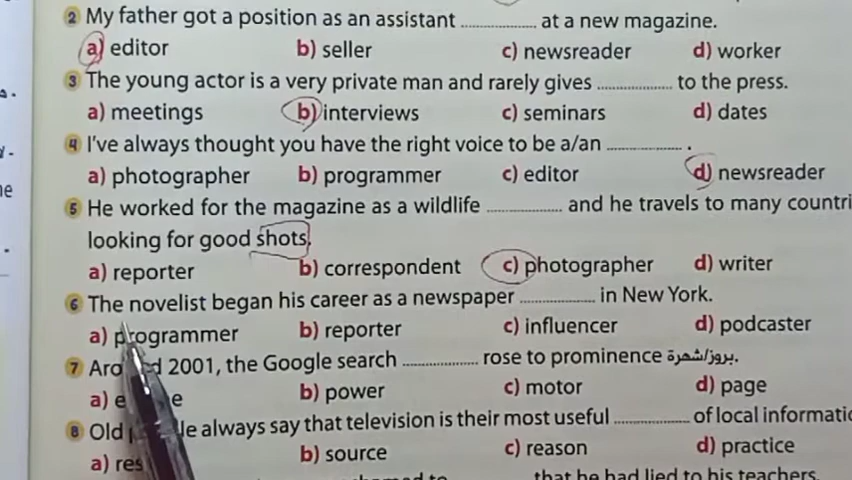 2 My father got a position as an assistant ............... at a new magazine.
a) editor b) seller c) newsreader d) worker
3 The young actor is a very private man and rarely gives ............... to the press.
a) meetings b) interviews c) seminars d) dates
4 I've always thought you have the right voice to be a/an ............... .
a) photographer b) programmer c) editor d) newsreader
5 He worked for the magazine as a wildlife ............... and he travels to many countri
looking for good shots.
a) reporter b) correspondent c) photographer d) writer
6 The novelist began his career as a newspaper ............... in New York.
a) programmer b) reporter c) influencer d) podcaster
7 2001, the Google search ............... rose to prominence بروز/شهرة.
a) b) power c) motor d) page
8 Old always say that television is their most useful ............... of local informatio
a) res b) source c) reason d) practice
that he had lied to his teachers.